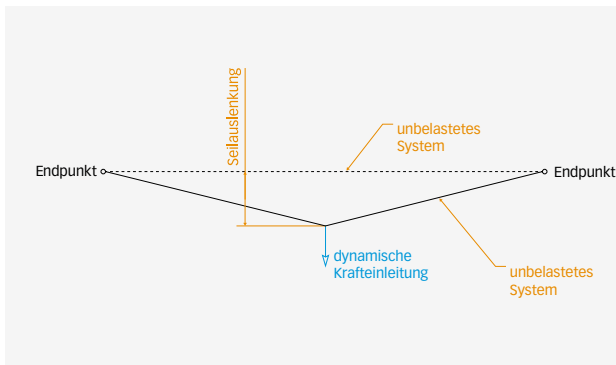 Seilauslenkung
unbelastetes
System
Endpunkt
Endpunkt
dynamische
Krafteinleitung
unbelastetes
System